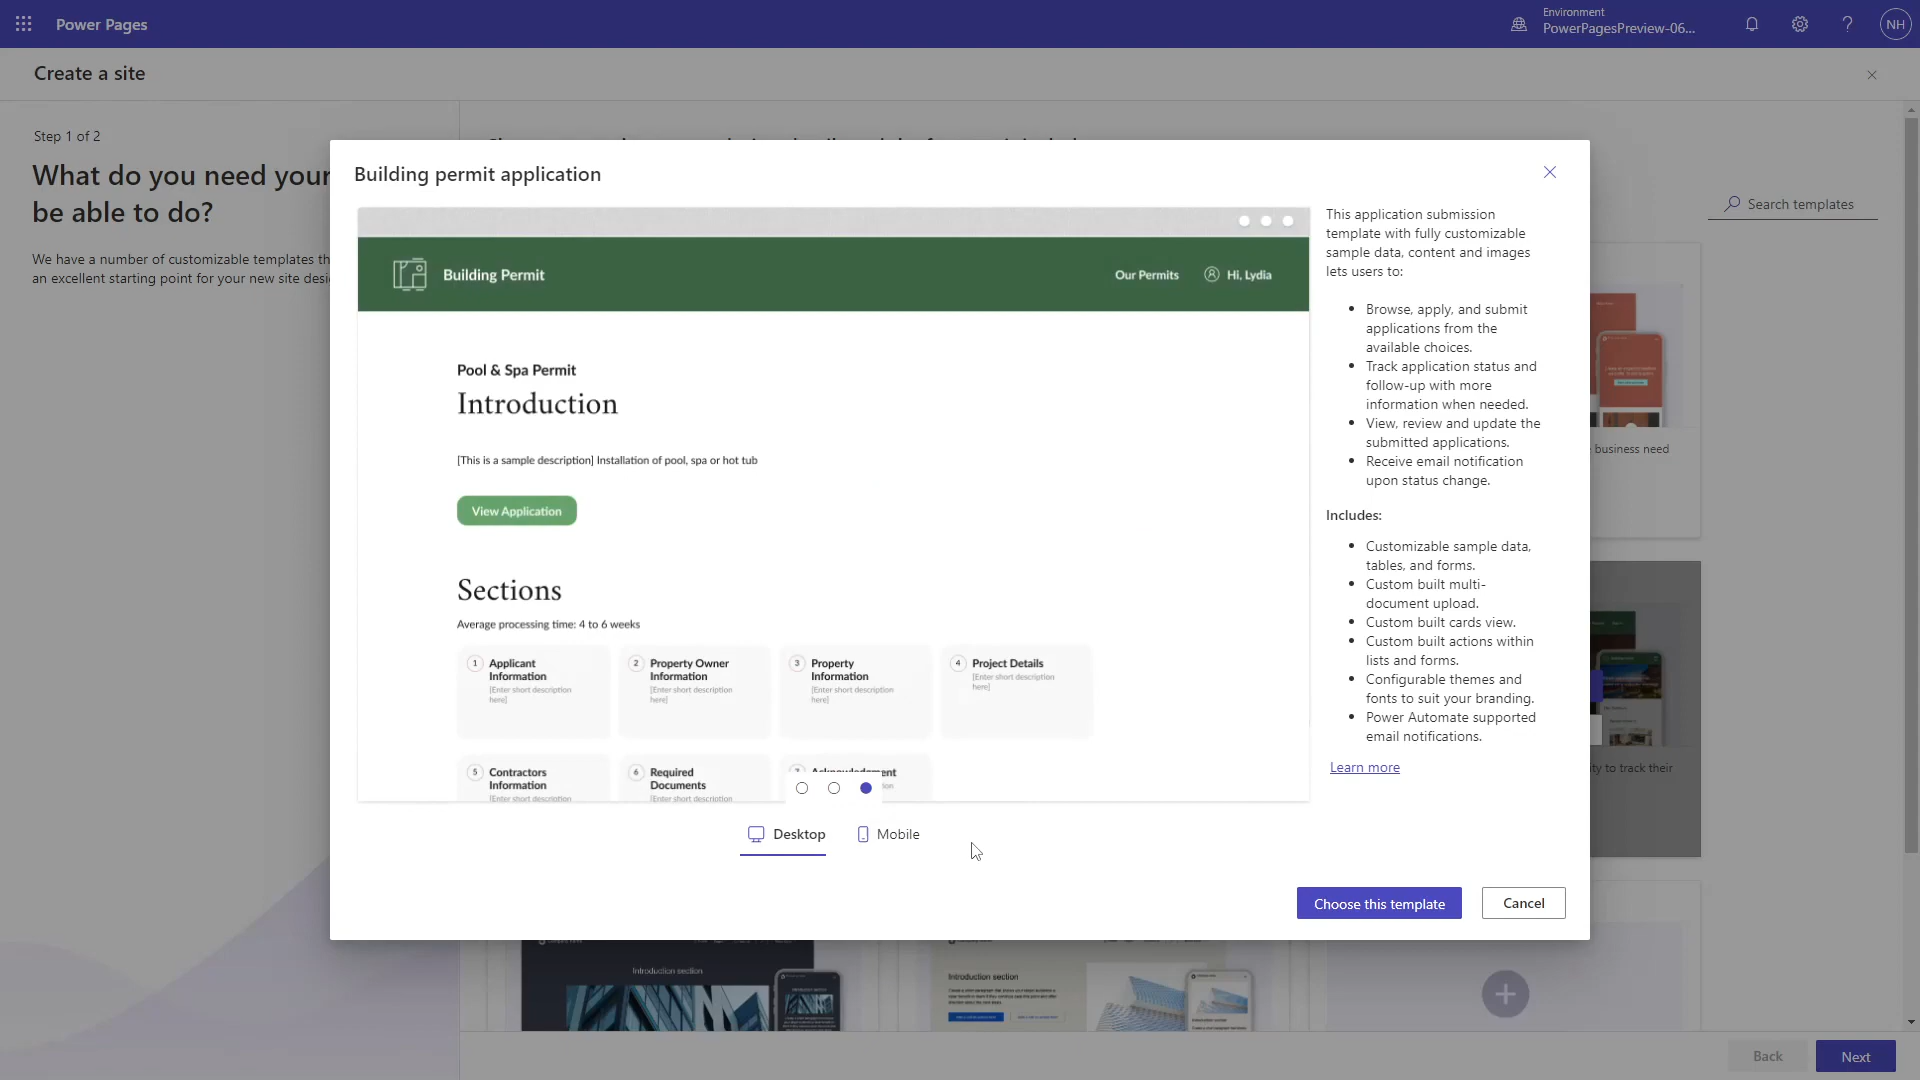 Power Pages
Environment
PowerPagesPreview-06...
NH
Create a site
Step 1 of 2
What do you need your
be able to do?
We have a number of customizable templates th
an excellent starting point for your new site desi
Search templates
business need
ity to track their
Building permit application
Building Permit
Our Permits
Hi, Lydia
Pool & Spa Permit
Introduction
[This is a sample description] Installation of pool, spa or hot tub
View Application
Sections
Average processing time: 4 to 6 weeks
1 Applicant
Information
[Enter short description
here]
2 Property Owner
Information
[Enter short description
here]
3 Property
Information
[Enter short description
here]
4 Project Details
[Enter short description
here]
5 Contractors
Information
[Enter short description
6 Required
Documents
[Enter short description
7 Acknowledgment
Desktop
Mobile
This application submission
template with fully customizable
sample data, content and images
lets users to:
• Browse, apply, and submit
applications from the
available choices.
• Track application status and
follow-up with more
information when needed.
• View, review and update the
submitted applications.
• Receive email notification
upon status change.
Includes:
• Customizable sample data,
tables, and forms.
• Custom built multi-
document upload.
• Custom built cards view.
• Custom built actions within
lists and forms.
• Configurable themes and
fonts to suit your branding.
• Power Automate supported
email notifications.
Learn more
Choose this template
Cancel
Introduction section
Introduction section
Back
Next